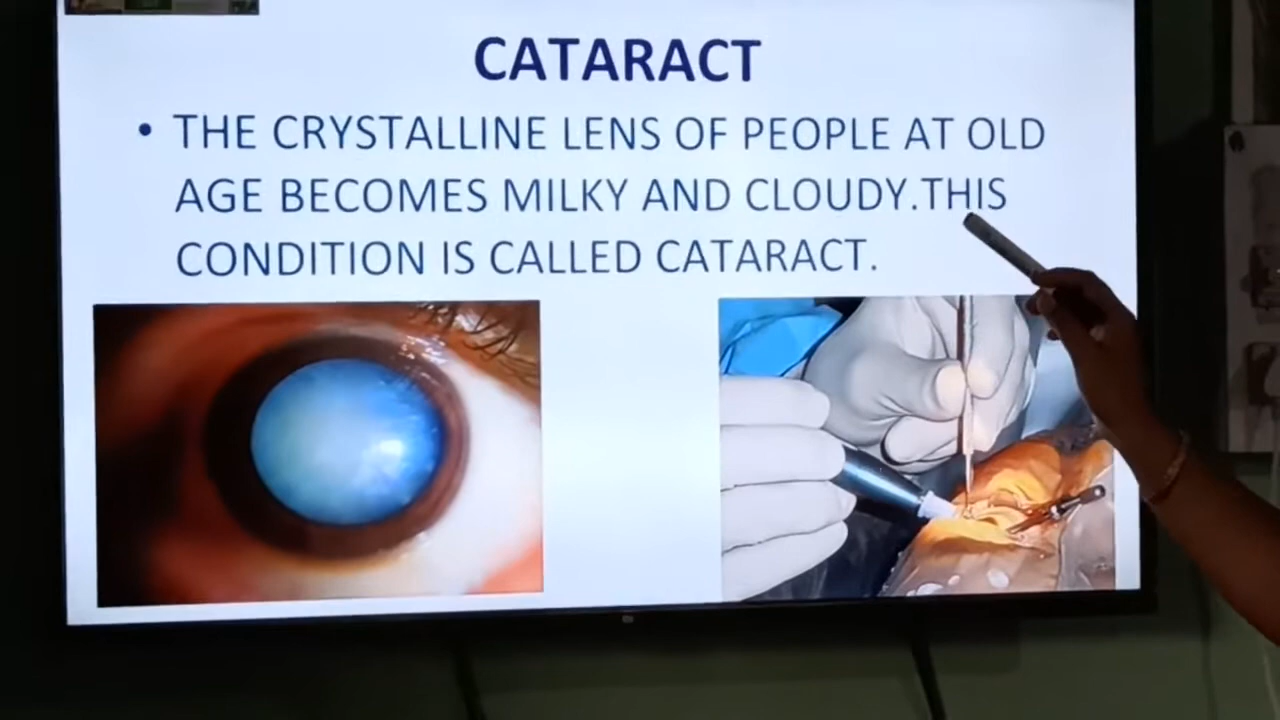 CATARACT
• THE CRYSTALLINE LENS OF PEOPLE AT OLD
AGE BECOMES MILKY AND CLOUDY.THIS
CONDITION IS CALLED CATARACT.